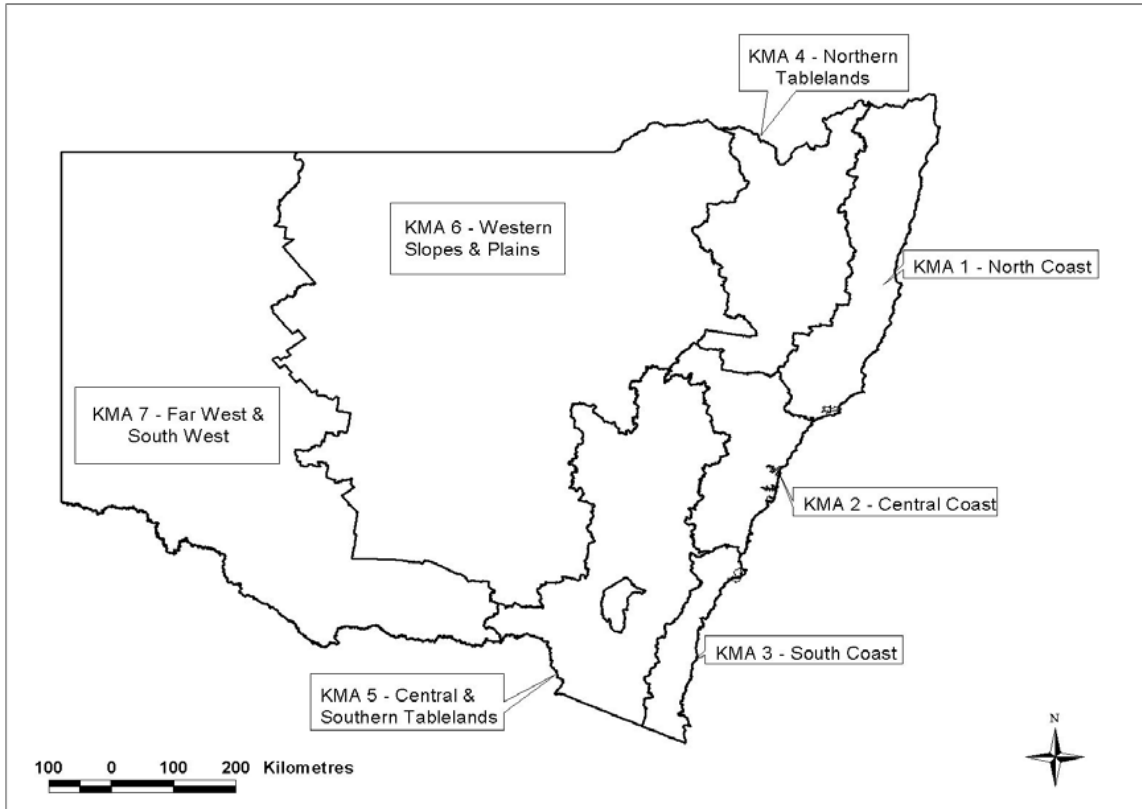 KMA 4 - Northern
Tablelands
KMA 6 - Western
Slopes & Plains
KMA 1 - North Coast
KMA 7 - Far West &
South West
KMA 2 - Central Coast
KMA 3 - South Coast
KMA 5 - Central &
Southern Tablelands
N
100 0 100 200 Kilometres